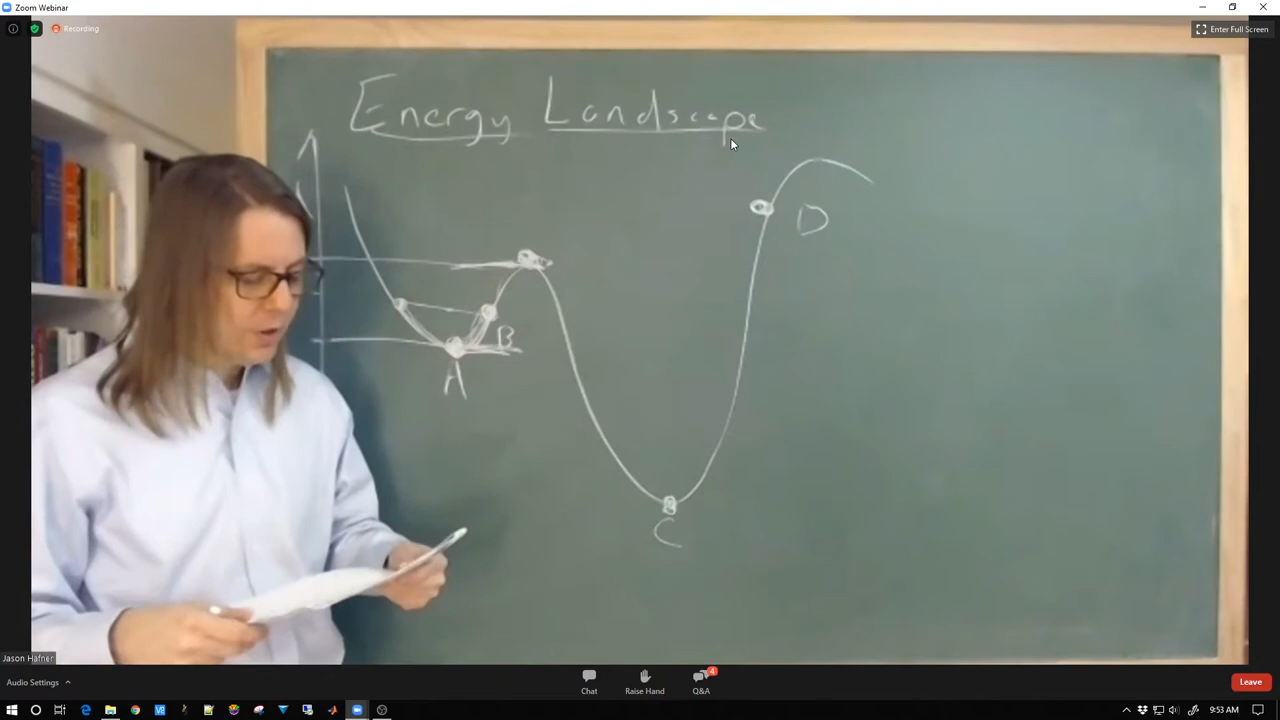 Zoom Webinar
Recording
Enter Full Screen
Energy Landscape
D
B
A
C
Jason Hafner
Audio Settings
Chat
Raise Hand
4
Q&A
Leave
9:53 AM